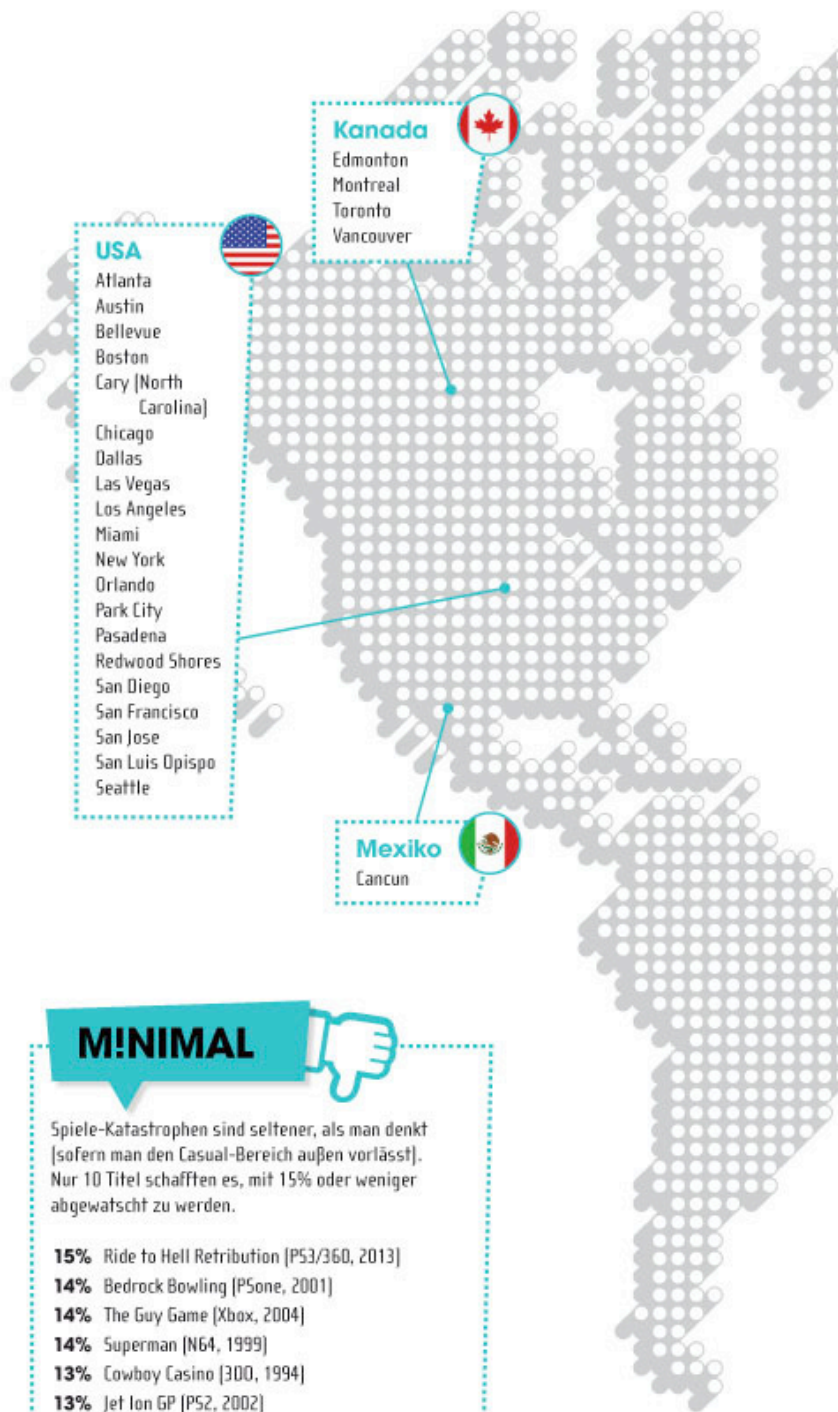 Kanada
Edmonton
Montreal
Toronto
Vancouver
USA
Atlanta
Austin
Bellevue
Boston
Cary (North
Carolina)
Chicago
Dallas
Las Vegas
Los Angeles
Miami
New York
Orlando
Park City
Pasadena
Redwood Shores
San Diego
San Francisco
San Jose
San Luis Opispo
Seattle
Mexiko
Cancun
M!NIMAL
Spiele-Katastrophen sind seltener, als man denkt
(sofern man den Casual-Bereich außen vorlässt).
Nur 10 Titel schafften es, mit 15% oder weniger
abgewatscht zu werden.
15% Ride to Hell Retribution (PS3/360, 2013)
14% Bedrock Bowling (PSone, 2001)
14% The Guy Game (Xbox, 2004)
14% Superman (N64, 1999)
13% Cowboy Casino (3DO, 1994)
13% Jet Ion GP (PS2, 2002)